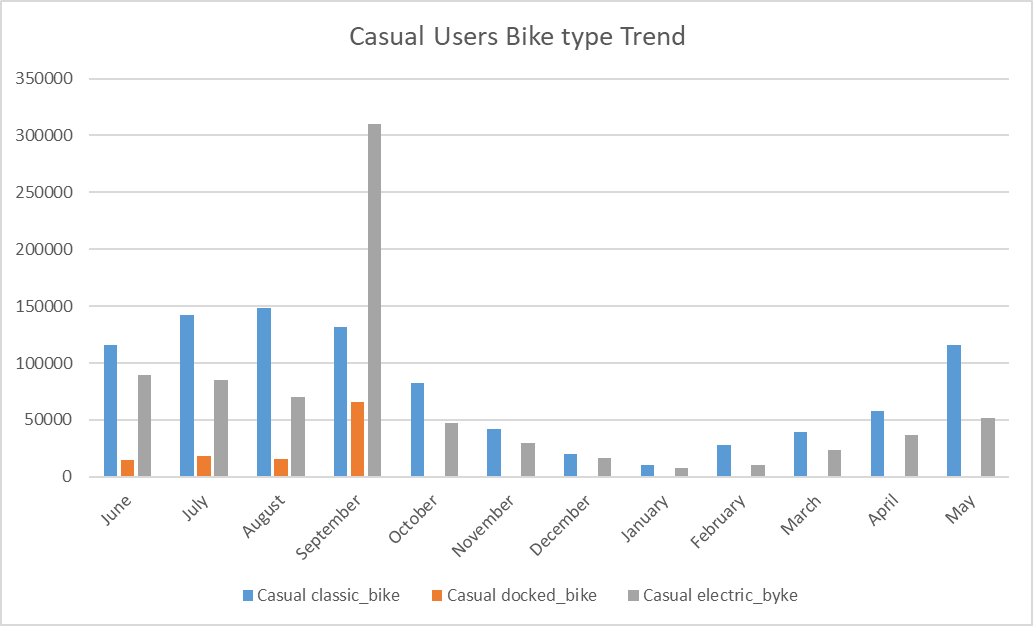 Casual Users Bike type Trend
350000
300000
250000
200000
150000
100000
50000
0
June July August September October November December January February March April May
Casual classic_bike Casual docked_bike Casual electric_byke